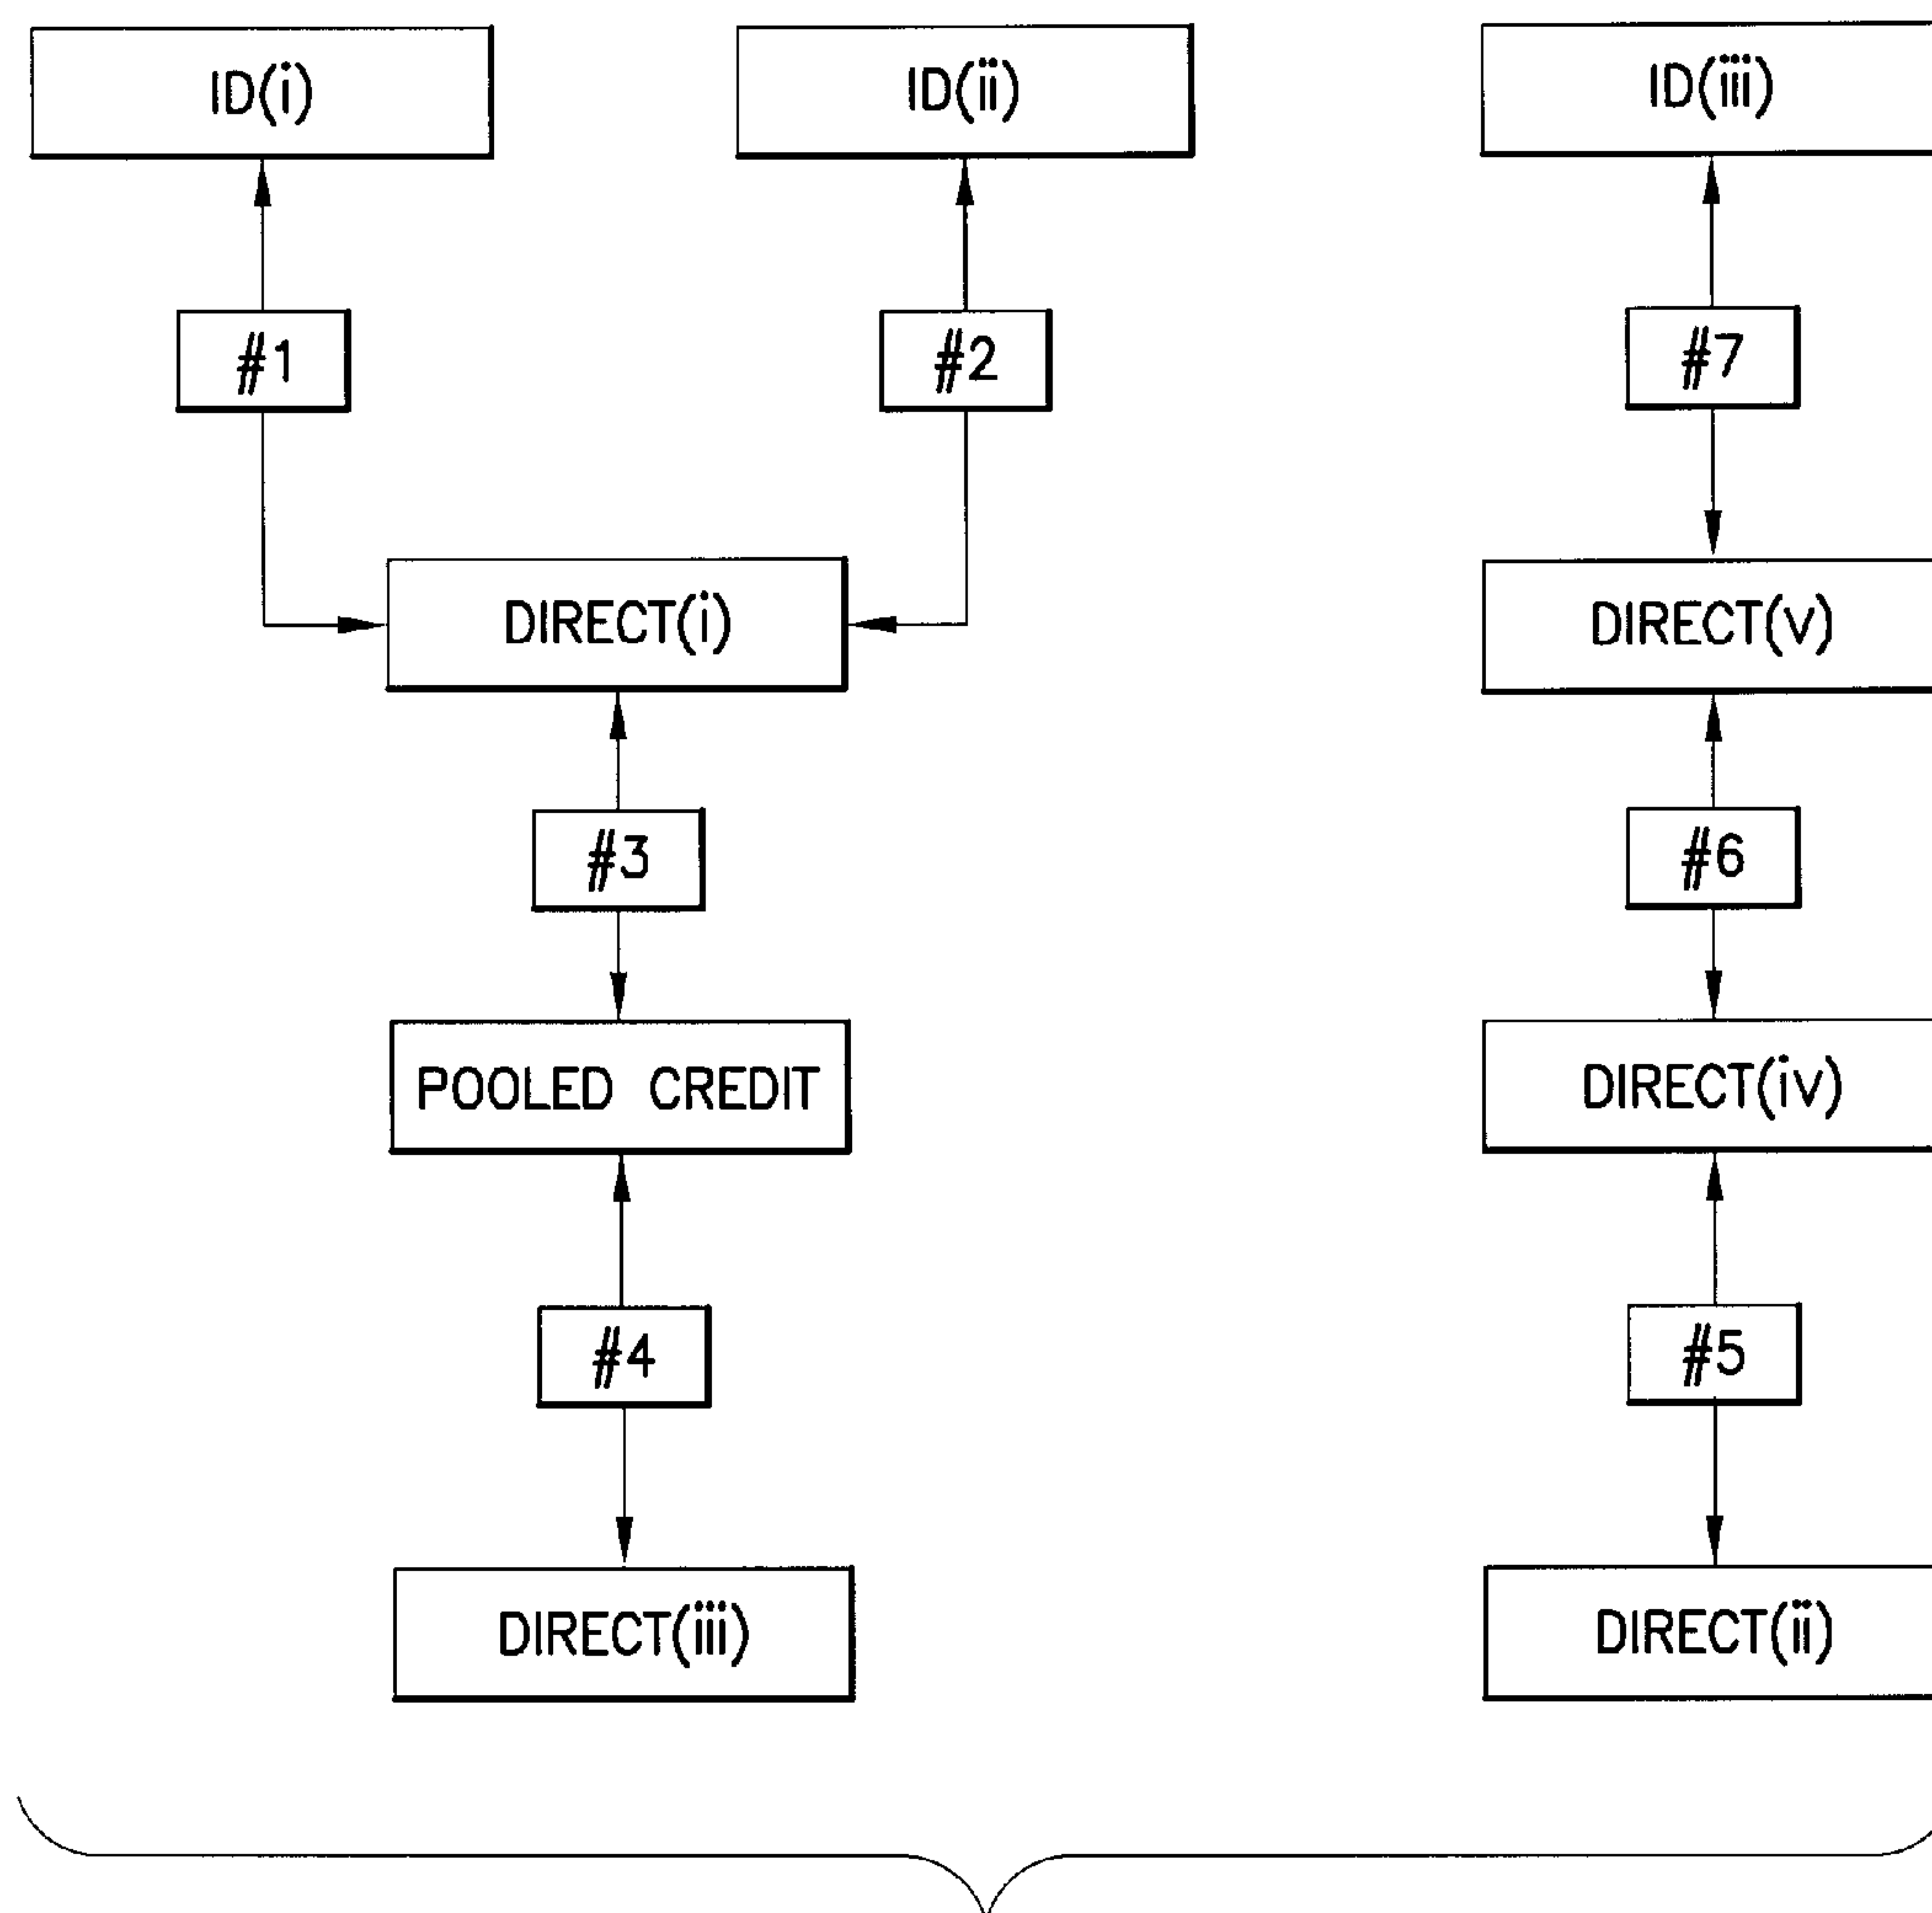 ID(i)
ID(ii)
ID(iii)
#1
#2
#7
DIRECT(i)
DIRECT(v)
#3
#6
POOLED CREDIT
DIRECT(iv)
#4
#5
DIRECT(iii)
DIRECT(ii)